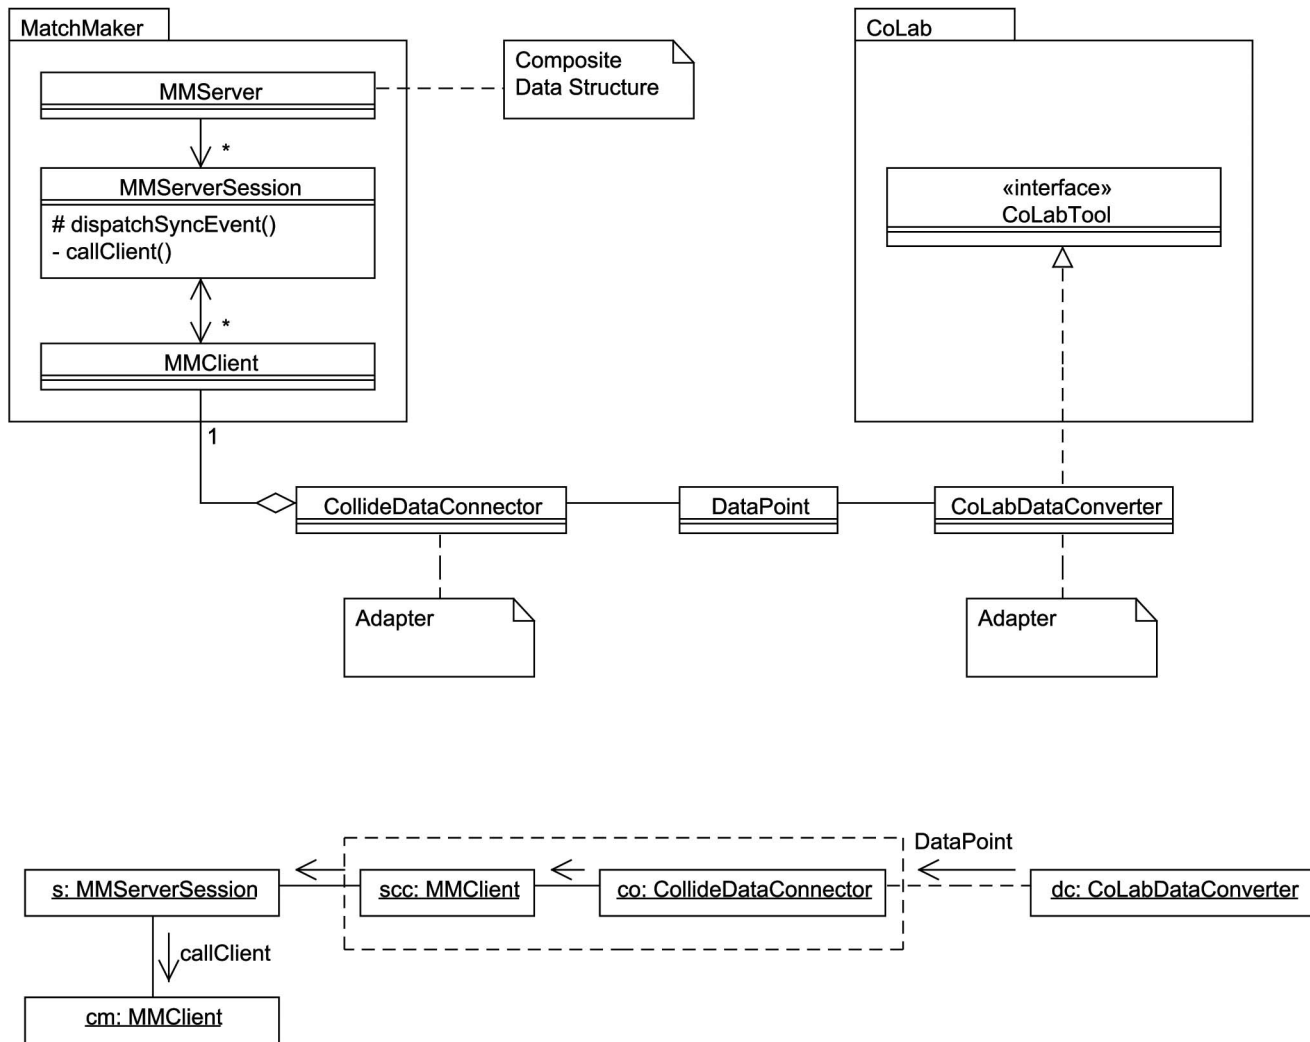 MatchMaker
CoLab
Composite
Data Structure
MMServer
*
MMServerSession
# dispatchSyncEvent()
- callClient()
«interface»
CoLabTool
*
MMClient
1
CollideDataConnector
DataPoint
CoLabDataConverter
Adapter
Adapter
DataPoint
s: MMServerSession
scc: MMClient
co: CollideDataConnector
dc: CoLabDataConverter
callClient
cm: MMClient